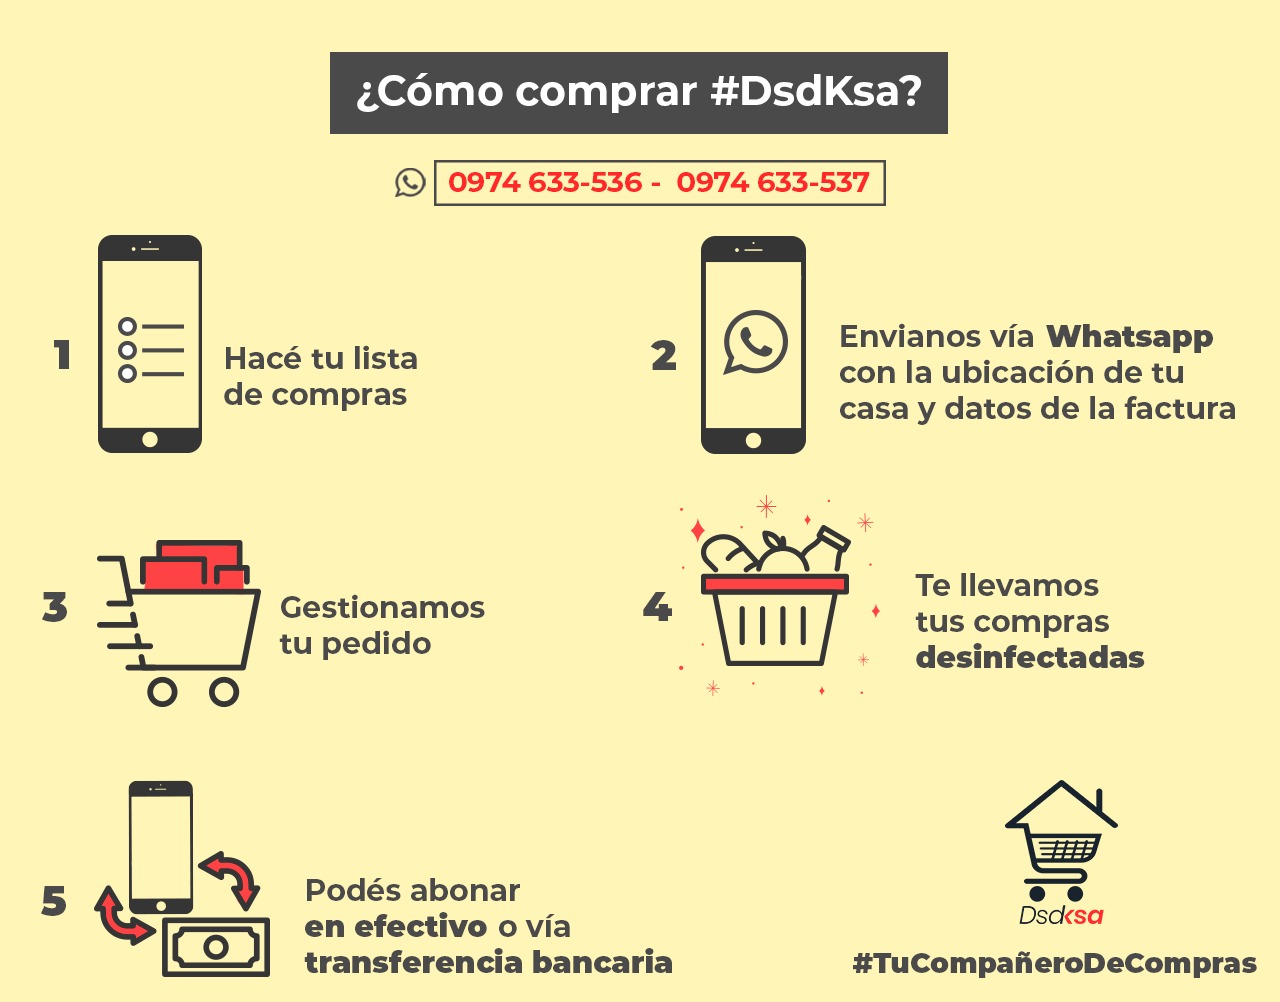 ¿Cómo comprar #DsdKsa?
0974 633-536 - 0974 633-537
1
Hacé tu lista
de compras
2
Envianos vía Whatsapp
con la ubicación de tu
casa y datos de la factura
3
Gestionamos
tu pedido
4
Te llevamos
tus compras
desinfectadas
5
Podés abonar
en efectivo o vía
transferencia bancaria
Dsdksa
#TuCompañeroDeCompras